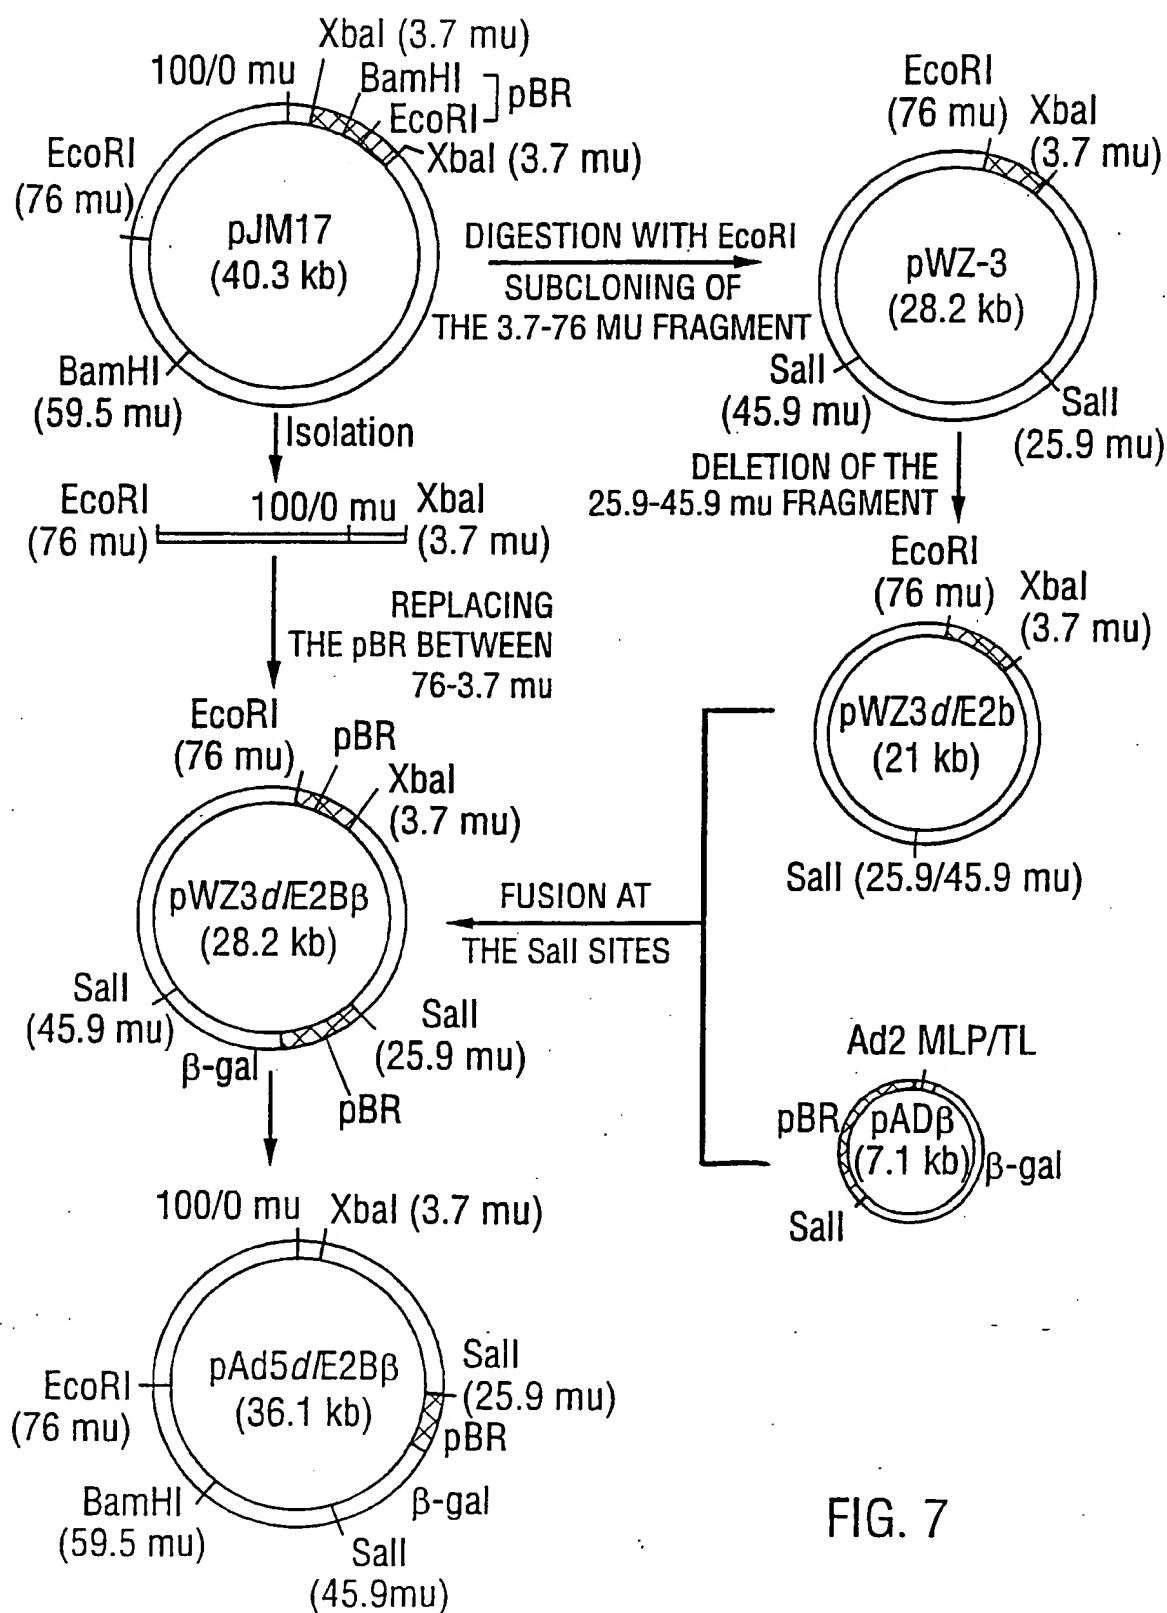 XbaI (3.7 mu)
100/0 mu
BamHI
EcoRI
pBR
XbaI (3.7 mu)
EcoRI
(76 mu)
pJM17
(40.3 kb)
BamHI
(59.5 mu)
DIGESTION WITH EcoRI
SUBCLONING OF
THE 3.7-76 MU FRAGMENT
EcoRI
(76 mu)
XbaI
(3.7 mu)
pWZ-3
(28.2 kb)
SalI
(45.9 mu)
SalI
(25.9 mu)
Isolation
EcoRI
(76 mu)
100/0 mu
XbaI
(3.7 mu)
DELETION OF THE
25.9-45.9 mu FRAGMENT
REPLACING
THE pBR BETWEEN
76-3.7 mu
EcoRI
(76 mu)
XbaI
(3.7 mu)
pWZ3dlE2b
(21 kb)
SalI (25.9/45.9 mu)
EcoRI
(76 mu)
pBR
XbaI
(3.7 mu)
pWZ3dlE2Bβ
(28.2 kb)
SalI
(45.9 mu)
β-gal
SalI
(25.9 mu)
pBR
FUSION AT
THE SalI SITES
Ad2 MLP/TL
pBR
pADβ
(7.1 kb)
β-gal
SalI
100/0 mu
XbaI (3.7 mu)
pAd5dlE2Bβ
(36.1 kb)
EcoRI
(76 mu)
SalI
(25.9 mu)
pBR
β-gal
BamHI
(59.5 mu)
SalI
(45.9mu)
FIG. 7